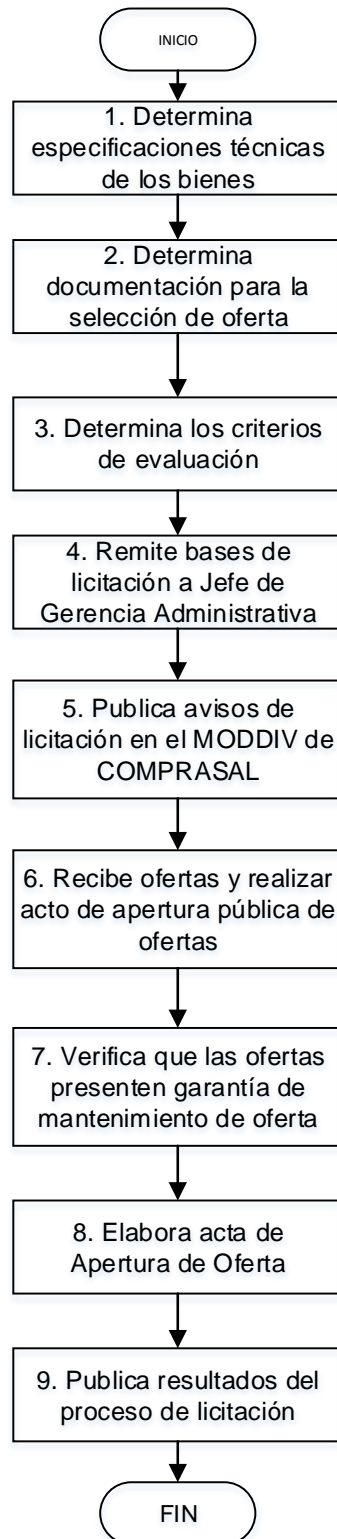 INICIO
1. Determina
especificaciones técnicas
de los bienes
2. Determina
documentación para la
selección de oferta
3. Determina los criterios
de evaluación
4. Remite bases de
licitación a Jefe de
Gerencia Administrativa
5. Publica avisos de
licitación en el MODDIV de
COMPRASAL
6. Recibe ofertas y realizar
acto de apertura pública de
ofertas
7. Verifica que las ofertas
presenten garantía de
mantenimiento de oferta
8. Elabora acta de
Apertura de Oferta
9. Publica resultados del
proceso de licitación
FIN